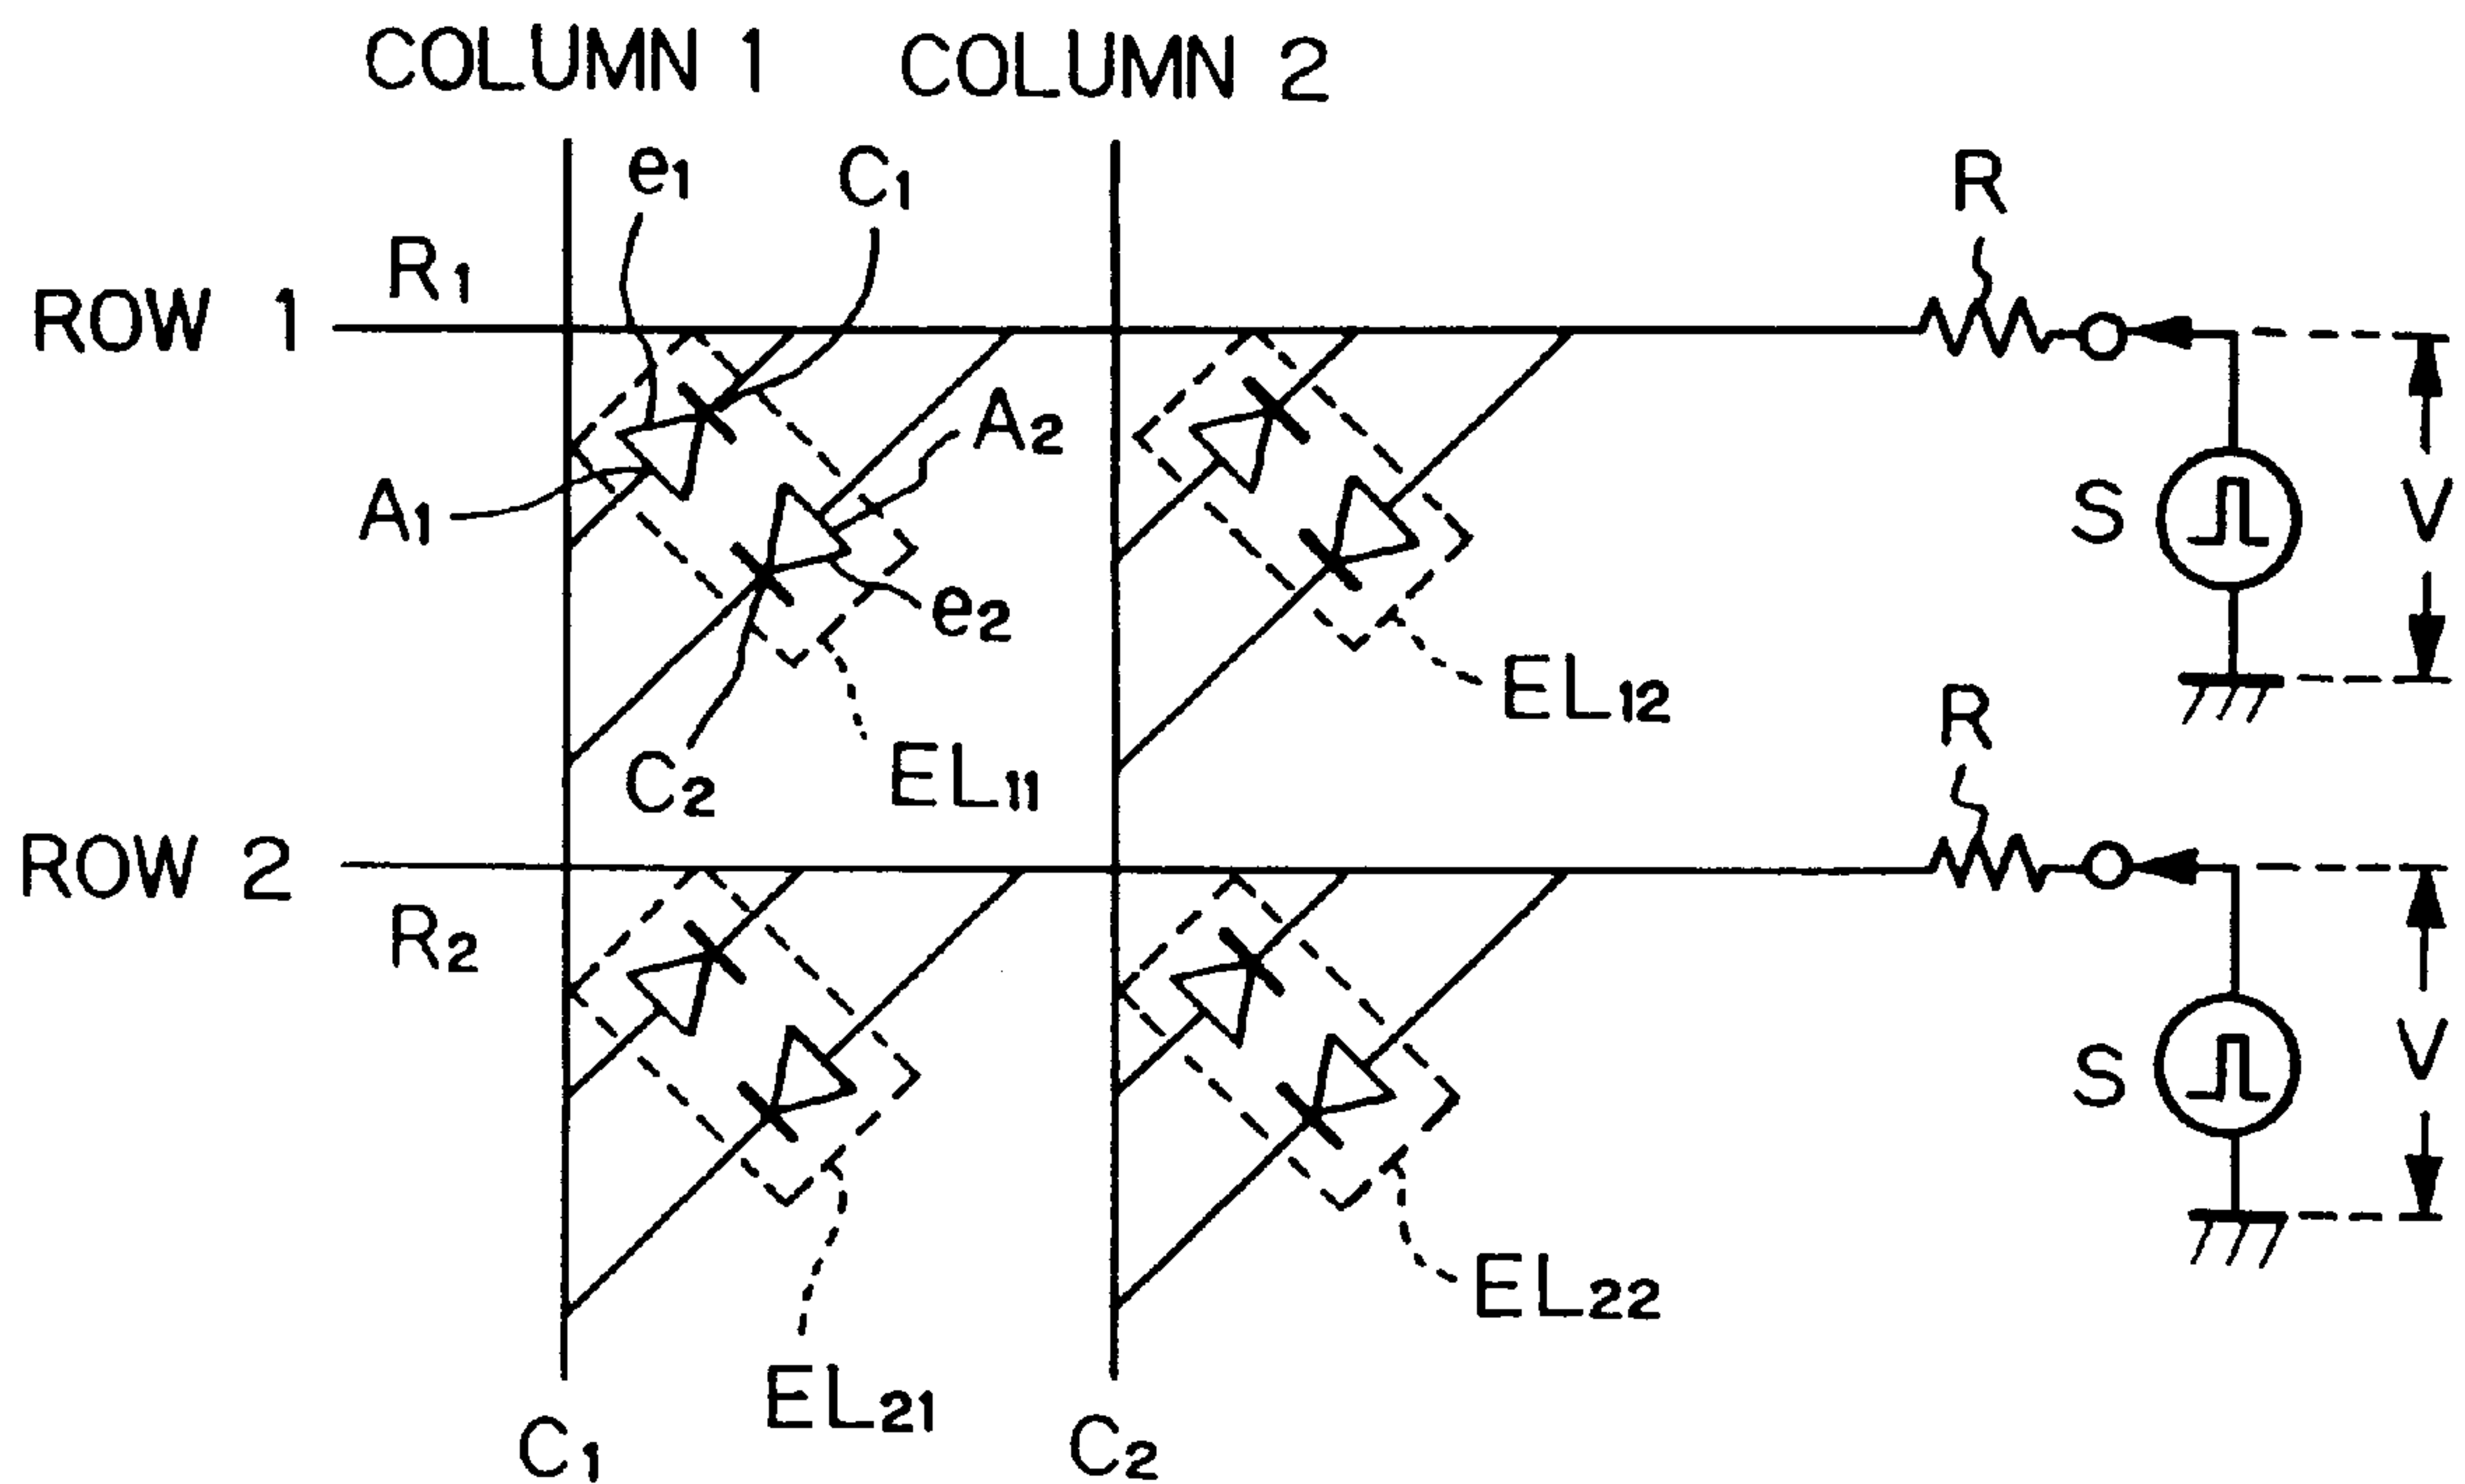 COLUMN 1 COLUMN 2
e1 C1 R
R1
ROW 1
A2
A1 S V
e2
EL12
R
C2 EL11
ROW 2
R2
S V
EL22
EL21
C1 C2